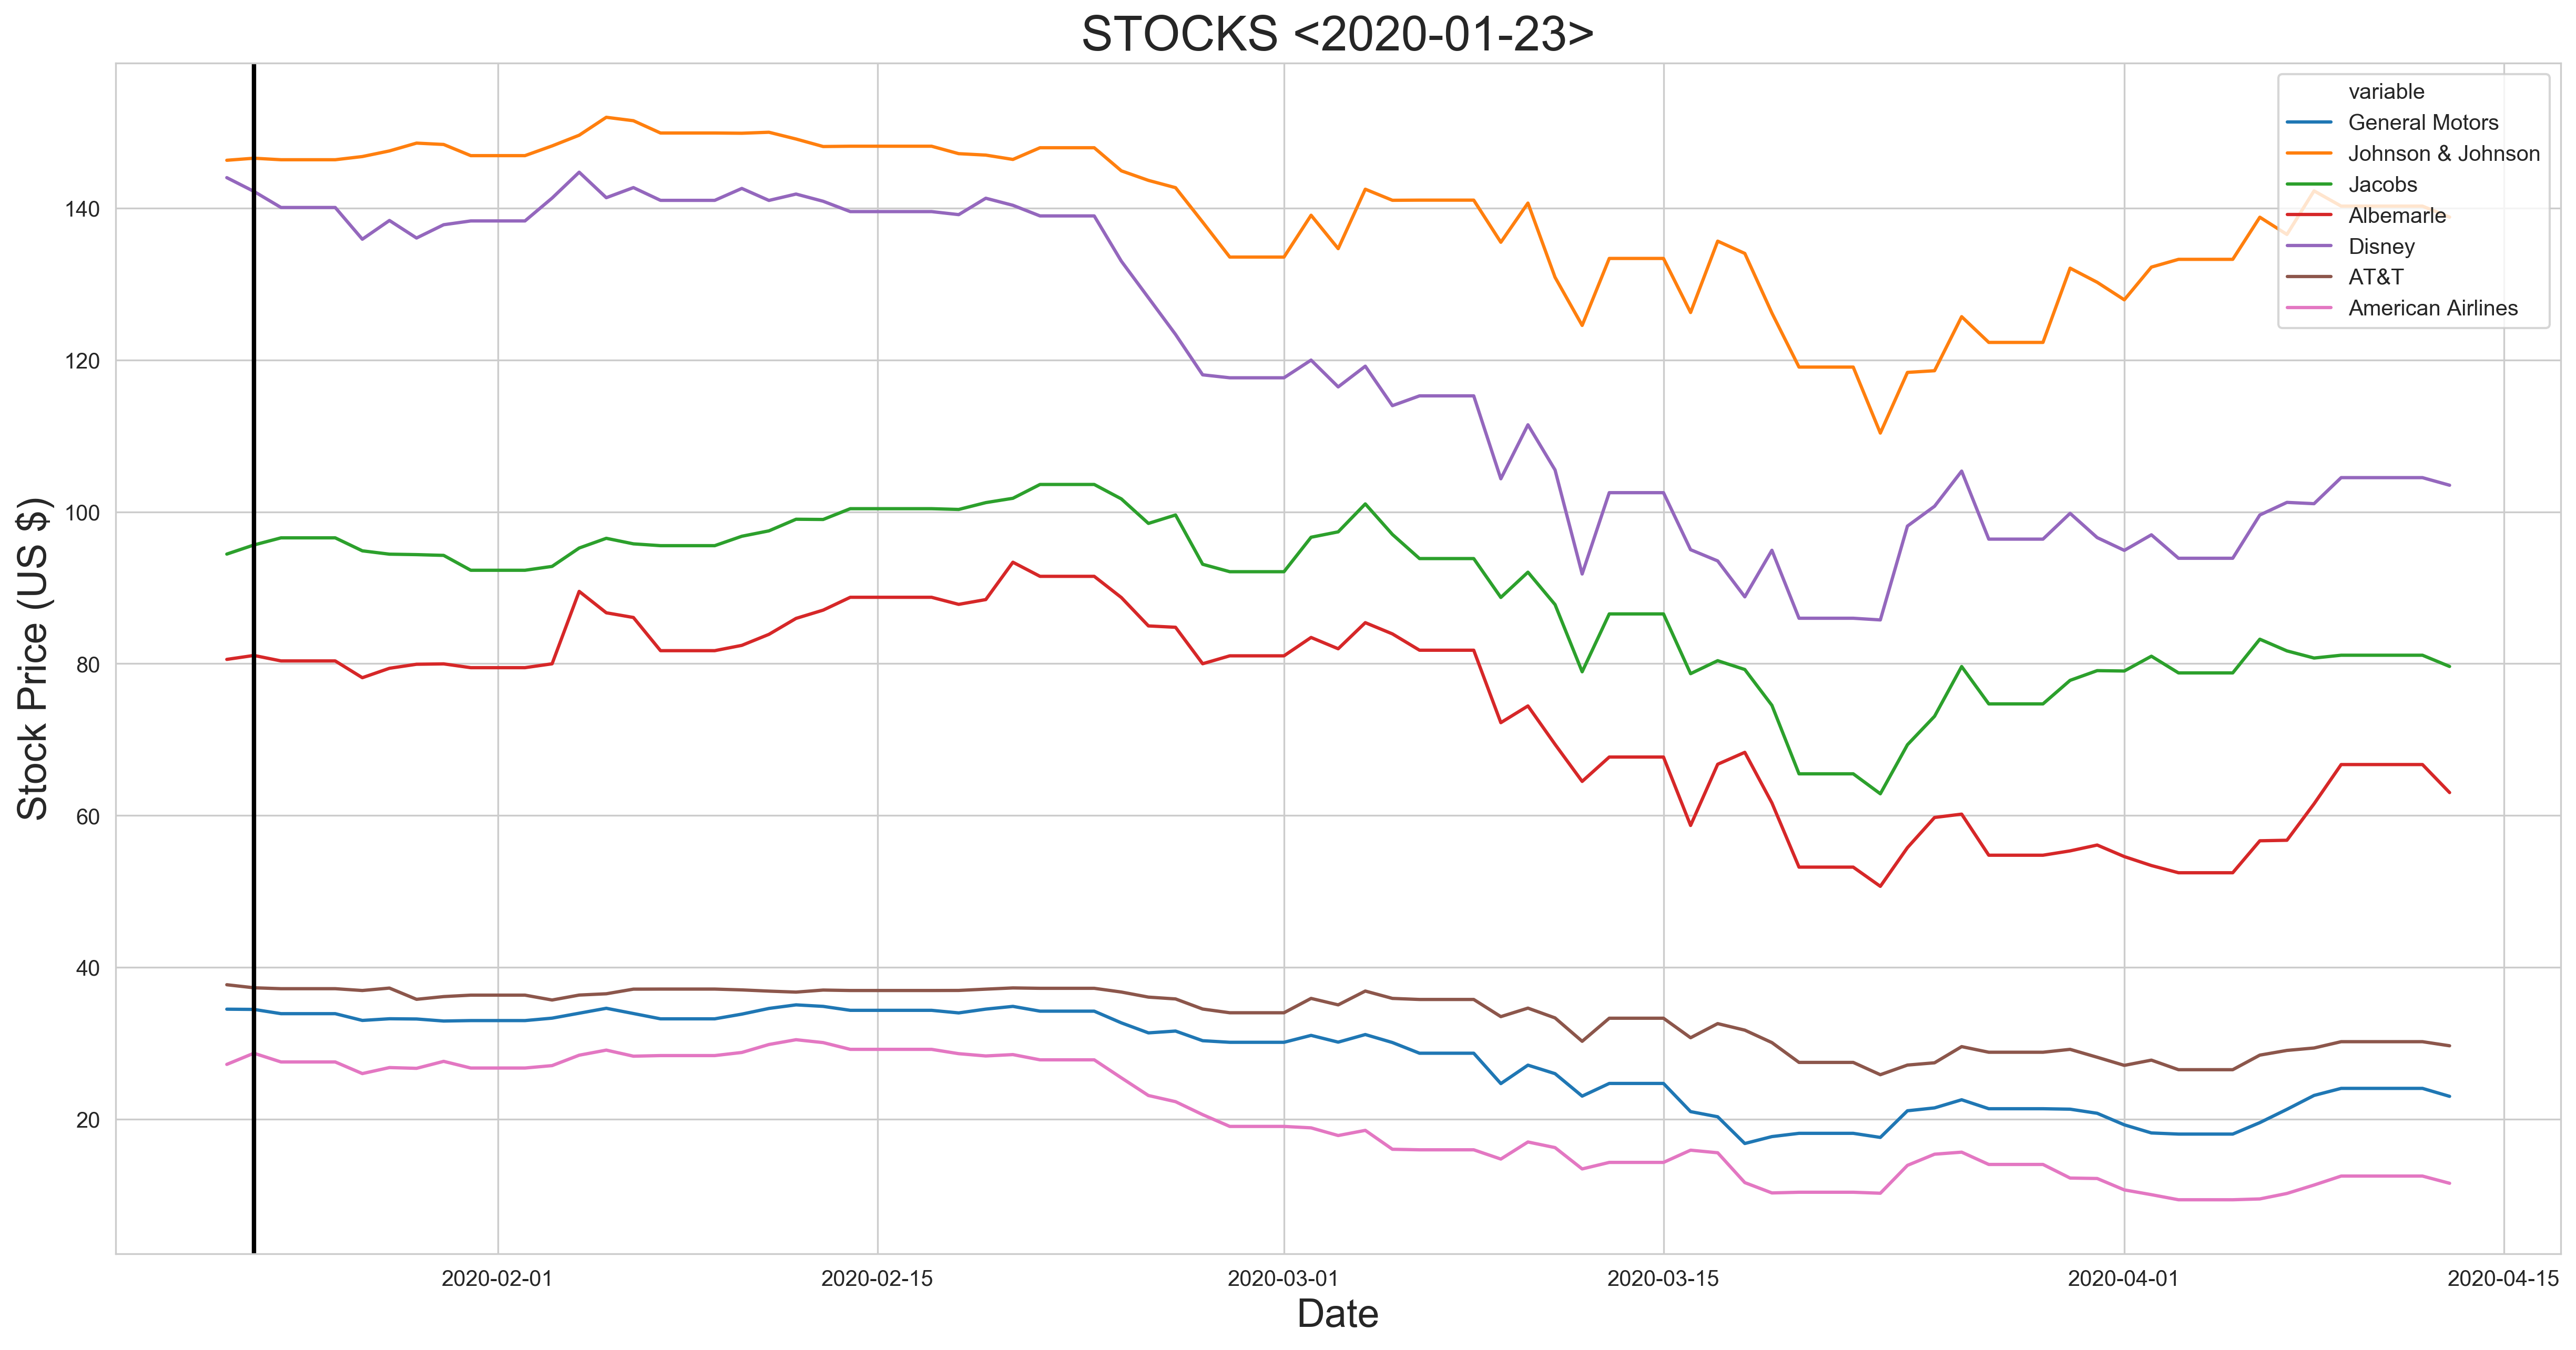 STOCKS <2020-01-23>
variable
General Motors
Johnson & Johnson
Jacobs
Albemarle
Disney
AT&T
American Airlines
Stock Price (US $)
140
120
100
80
60
40
20
2020-02-01
2020-02-15
2020-03-01
2020-03-15
2020-04-01
2020-04-15
Date